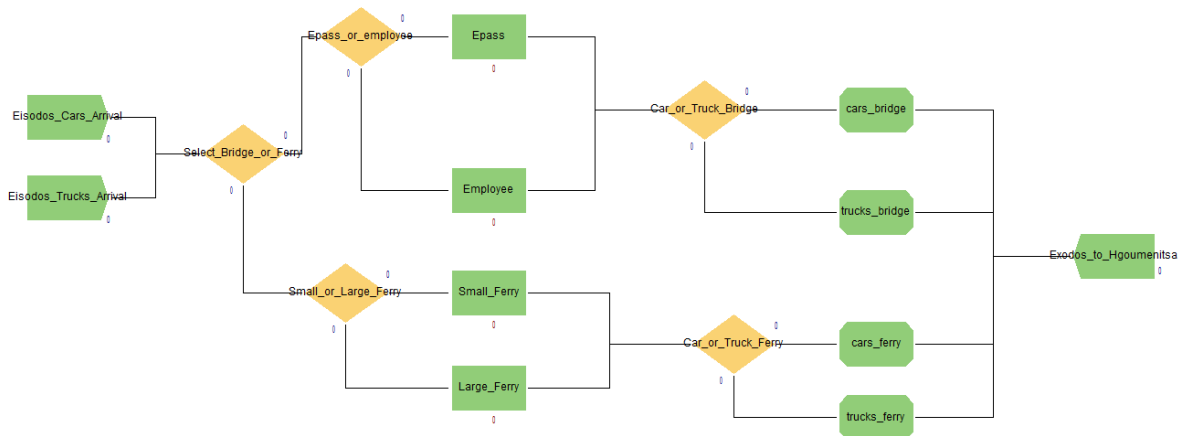 Epass_or_employee
Epass
Eisodos_Cars_Arrival
Car_or_Truck_Bridge
cars_bridge
Select_Bridge_or_Ferry
Eisodos_Trucks_Arrival
Employee
trucks_bridge
Exodos_to_Hgoumenitsa
Small_or_Large_Ferry
Small_Ferry
Car_or_Truck_Ferry
cars_ferry
Large_Ferry
trucks_ferry